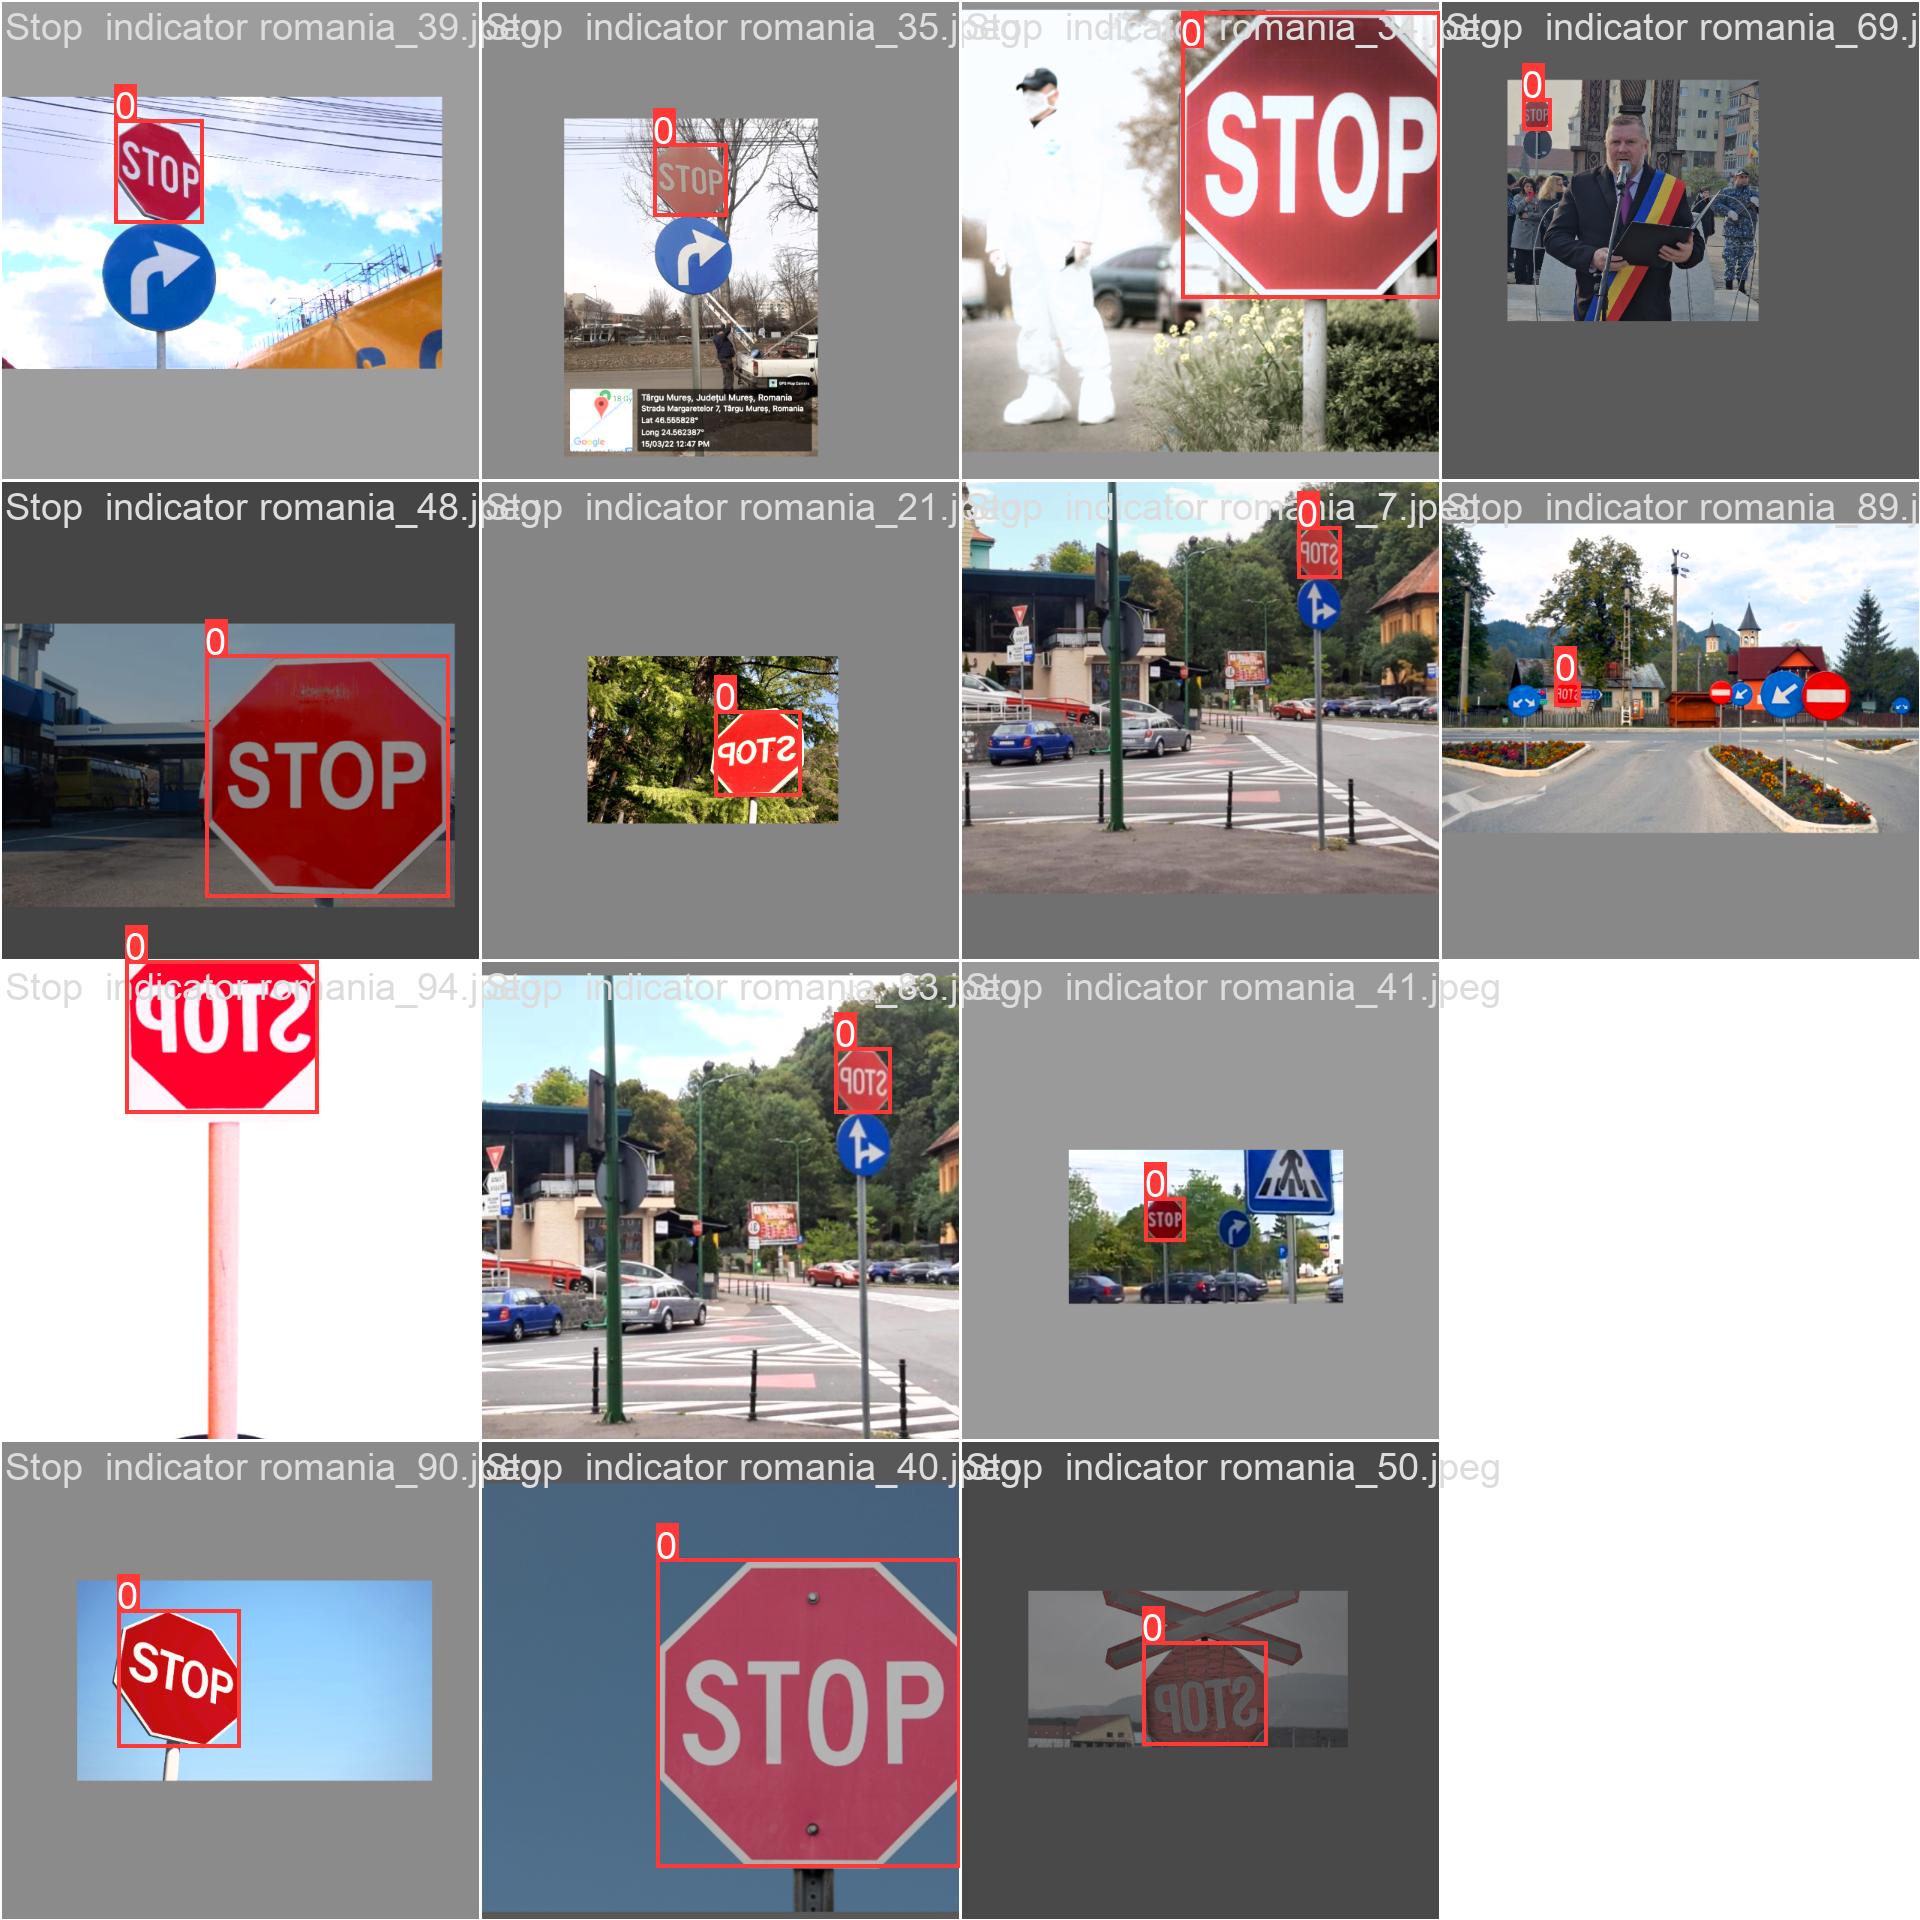 Stop indicator romania_39.jpeg
Stop indicator romania_35.jpeg
Stop indicator romania_34.jpeg
Stop indicator romania_69.j
0
STOP
0
STOP
18 Gy
Google
GPS Map Camera
Târgu Mureș, Județul Mureș, Romania
Strada Margaretelor 7, Târgu Mureș, Romania
Lat 46.555828°
Long 24.562387°
15/03/22 12:47 PM
0
STOP
0
STOP
Stop indicator romania_48.jpeg
Stop indicator romania_21.jpeg
Stop indicator romania_7.jpeg
Stop indicator romania_89.j
0
STOP
0
STOP
0
STOP
0
STOP
Stop indicator romania_94.jpeg
Stop indicator romania_83.jpeg
Stop indicator romania_41.jpeg
0
STOP
0
STOP
0
STOP
P
Stop indicator romania_90.jpeg
Stop indicator romania_40.jpeg
Stop indicator romania_50.jpeg
0
STOP
0
STOP
0
STOP